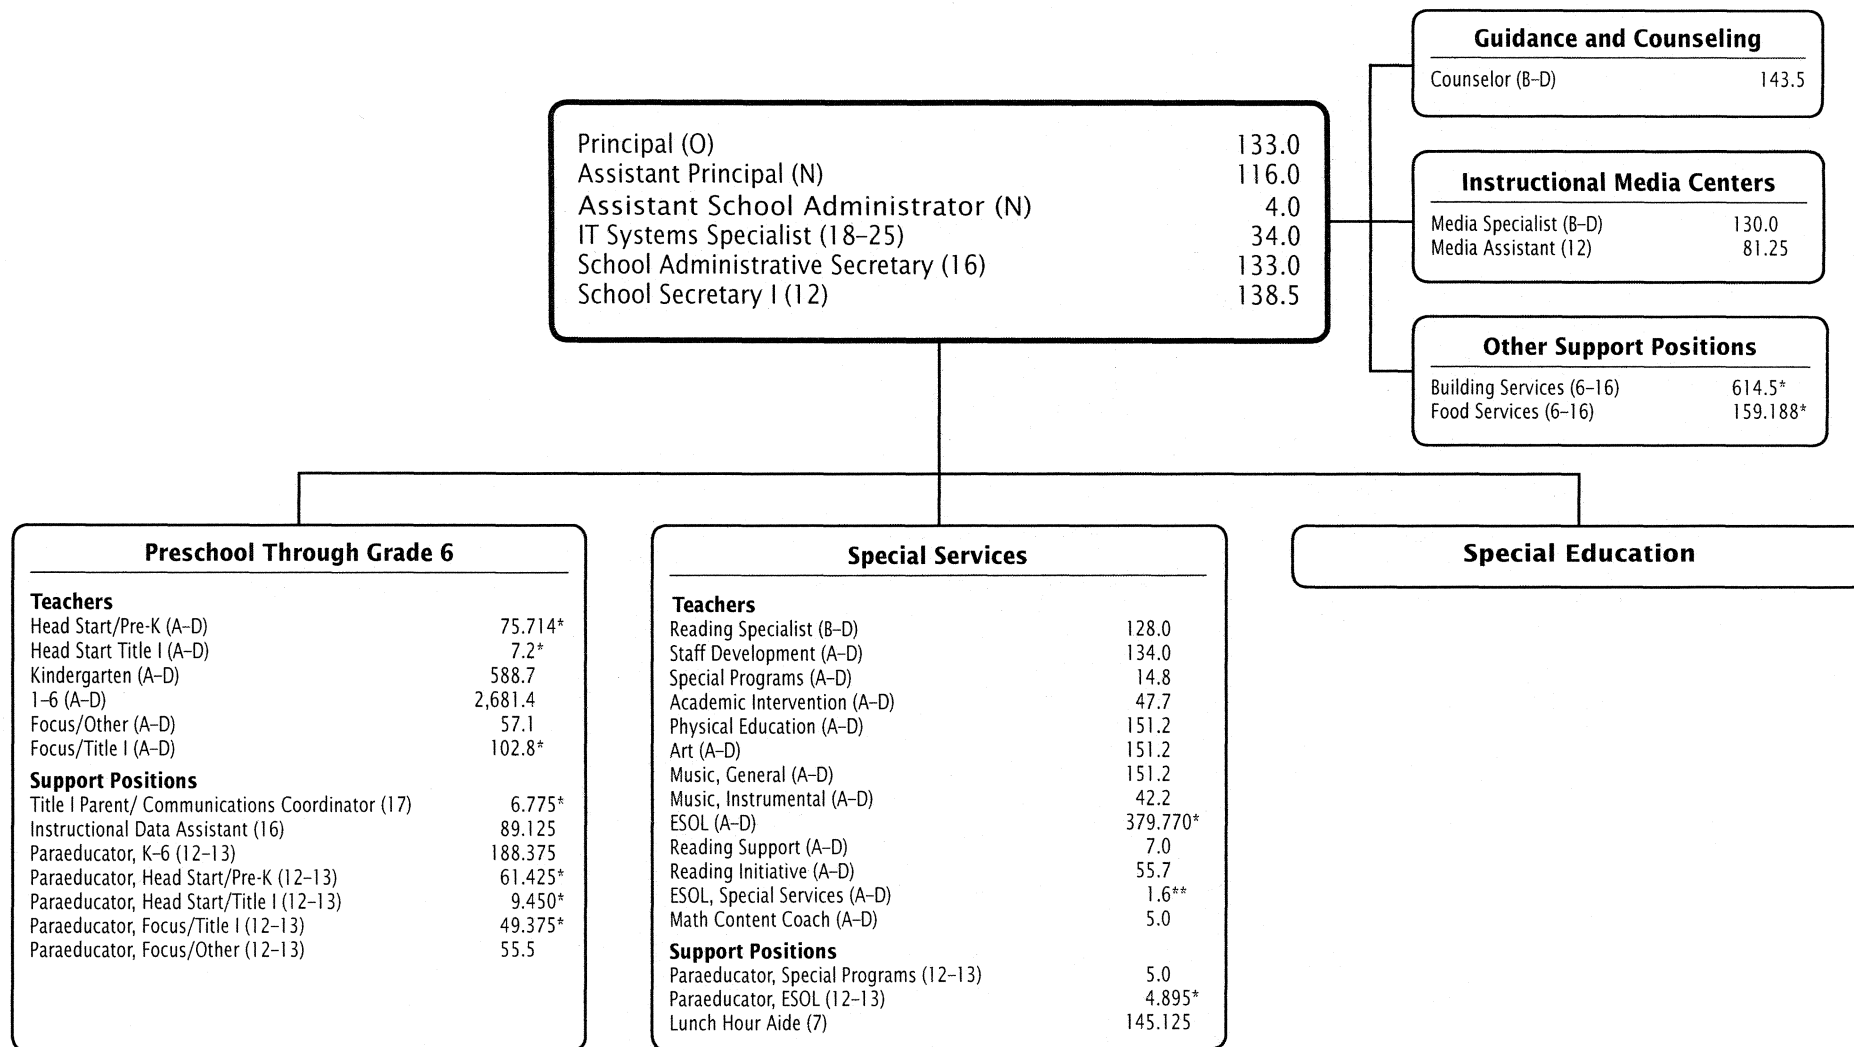 Guidance and Counseling
Counselor (B–D) 143.5
Principal (O) 133.0
Assistant Principal (N) 116.0
Assistant School Administrator (N) 4.0
IT Systems Specialist (18–25) 34.0
School Administrative Secretary (16) 133.0
School Secretary I (12) 138.5
Instructional Media Centers
Media Specialist (B–D) 130.0
Media Assistant (12) 81.25
Other Support Positions
Building Services (6–16) 614.5*
Food Services (6–16) 159.188*
Preschool Through Grade 6
Teachers
Head Start/Pre-K (A–D) 75.714*
Head Start Title I (A–D) 7.2*
Kindergarten (A–D) 588.7
1–6 (A–D) 2,681.4
Focus/Other (A–D) 57.1
Focus/Title I (A–D) 102.8*
Support Positions
Title I Parent/ Communications Coordinator (17) 6.775*
Instructional Data Assistant (16) 89.125
Paraeducator, K–6 (12–13) 188.375
Paraeducator, Head Start/Pre-K (12–13) 61.425*
Paraeducator, Head Start/Title I (12–13) 9.450*
Paraeducator, Focus/Title I (12–13) 49.375*
Paraeducator, Focus/Other (12–13) 55.5
Special Services
Teachers
Reading Specialist (B–D) 128.0
Staff Development (A–D) 134.0
Special Programs (A–D) 14.8
Academic Intervention (A–D) 47.7
Physical Education (A–D) 151.2
Art (A–D) 151.2
Music, General (A–D) 151.2
Music, Instrumental (A–D) 42.2
ESOL (A–D) 379.770*
Reading Support (A–D) 7.0
Reading Initiative (A–D) 55.7
ESOL, Special Services (A–D) 1.6**
Math Content Coach (A–D) 5.0
Support Positions
Paraeducator, Special Programs (12–13) 5.0
Paraeducator, ESOL (12–13) 4.895*
Lunch Hour Aide (7) 145.125
Special Education